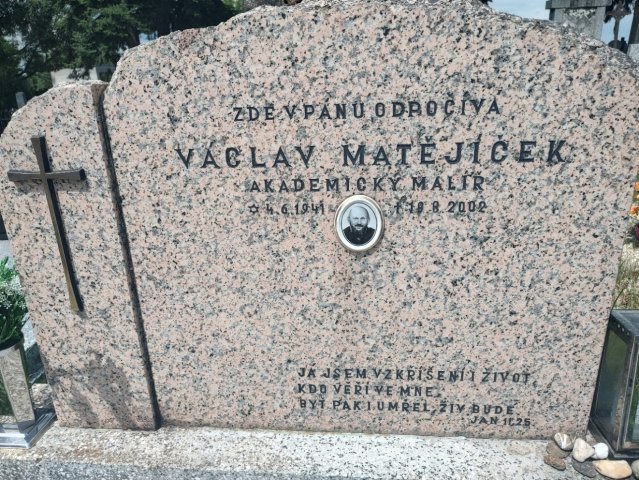 ZDE V PÁNU ODPOČÍVÁ
VÁCLAV MATĚJÍČEK
AKADEMICKÝ MALÍŘ
☆ 4.6.1941 † 19.8.2002
JÁ JSEM VZKŘÍŠENÍ I ŽIVOT,
KDO VĚŘÍ VE MNE,
BYŤ PAK I UMŘEL, ŽIV BUDE.
JAN 11,25.